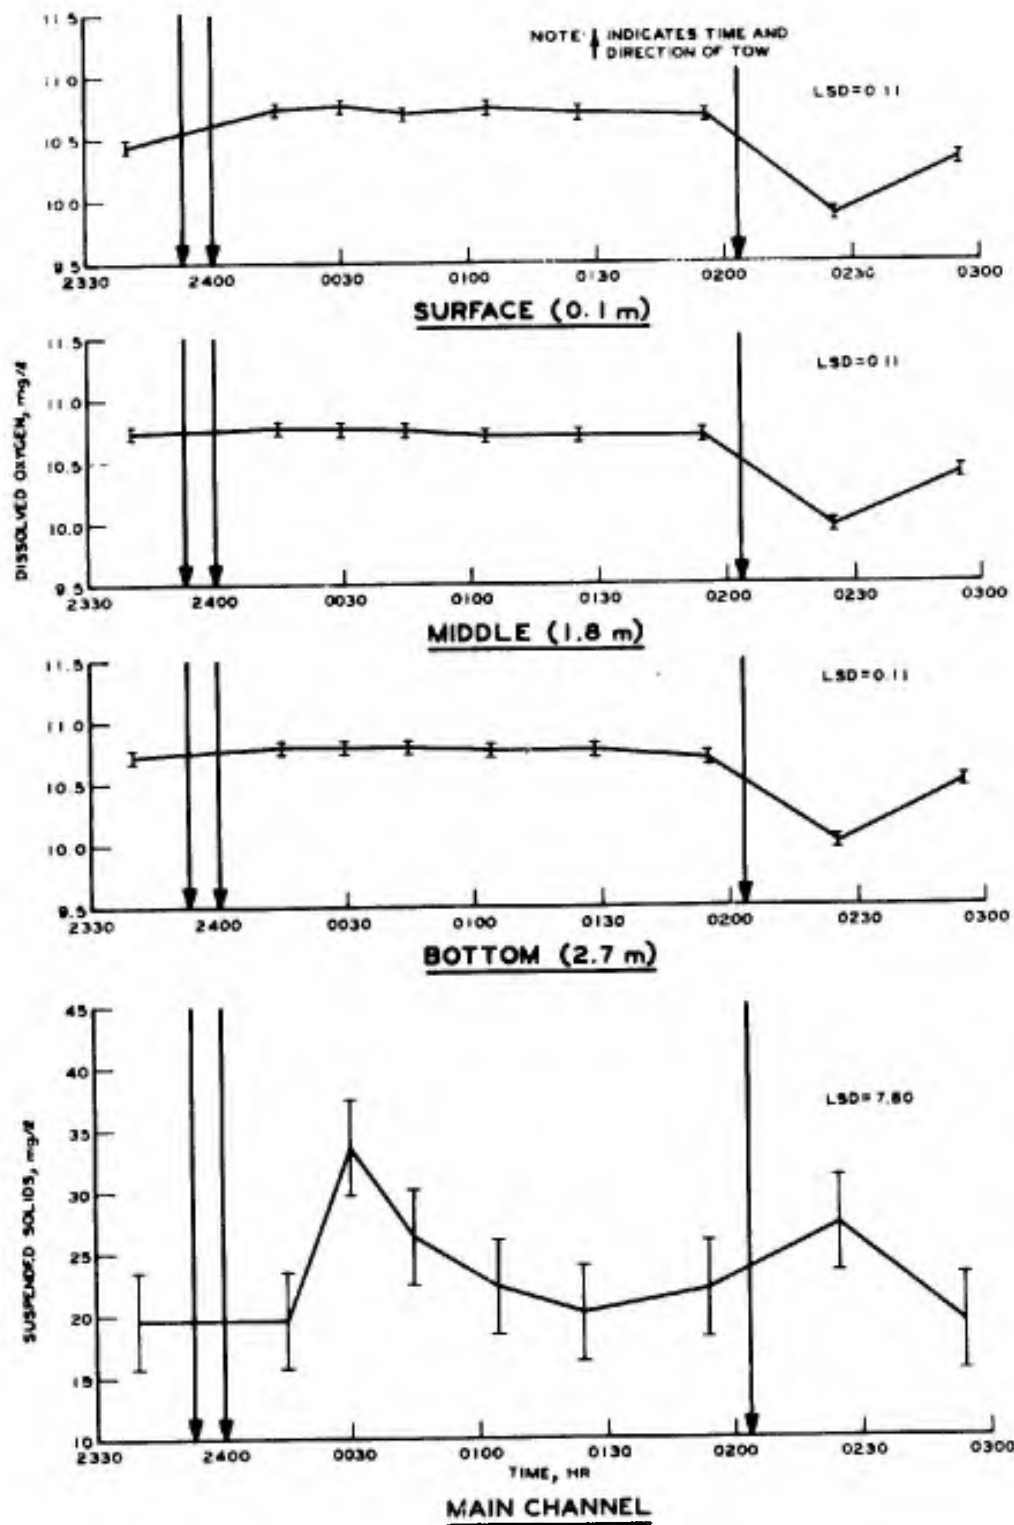 11.5
11.0
10.5
10.0
9.5
NOTE: INDICATES TIME AND
DIRECTION OF TOW
LSD=0.11
2330 2400 0030 0100 0130 0200 0230 0300
SURFACE (0.1 m)
DISSOLVED OXYGEN, mg/ℓ
11.5
11.0
10.5
10.0
9.5
LSD=0.11
2330 2400 0030 0100 0130 0200 0230 0300
MIDDLE (1.8 m)
11.5
11.0
10.5
10.0
9.5
LSD=0.11
2330 2400 0030 0100 0130 0200 0230 0300
BOTTOM (2.7 m)
SUSPENDED SOLIDS, mg/ℓ
45
40
35
30
25
20
15
10
LSD=7.80
2330 2400 0030 0100 0130 0200 0230 0300
TIME, HR
MAIN CHANNEL